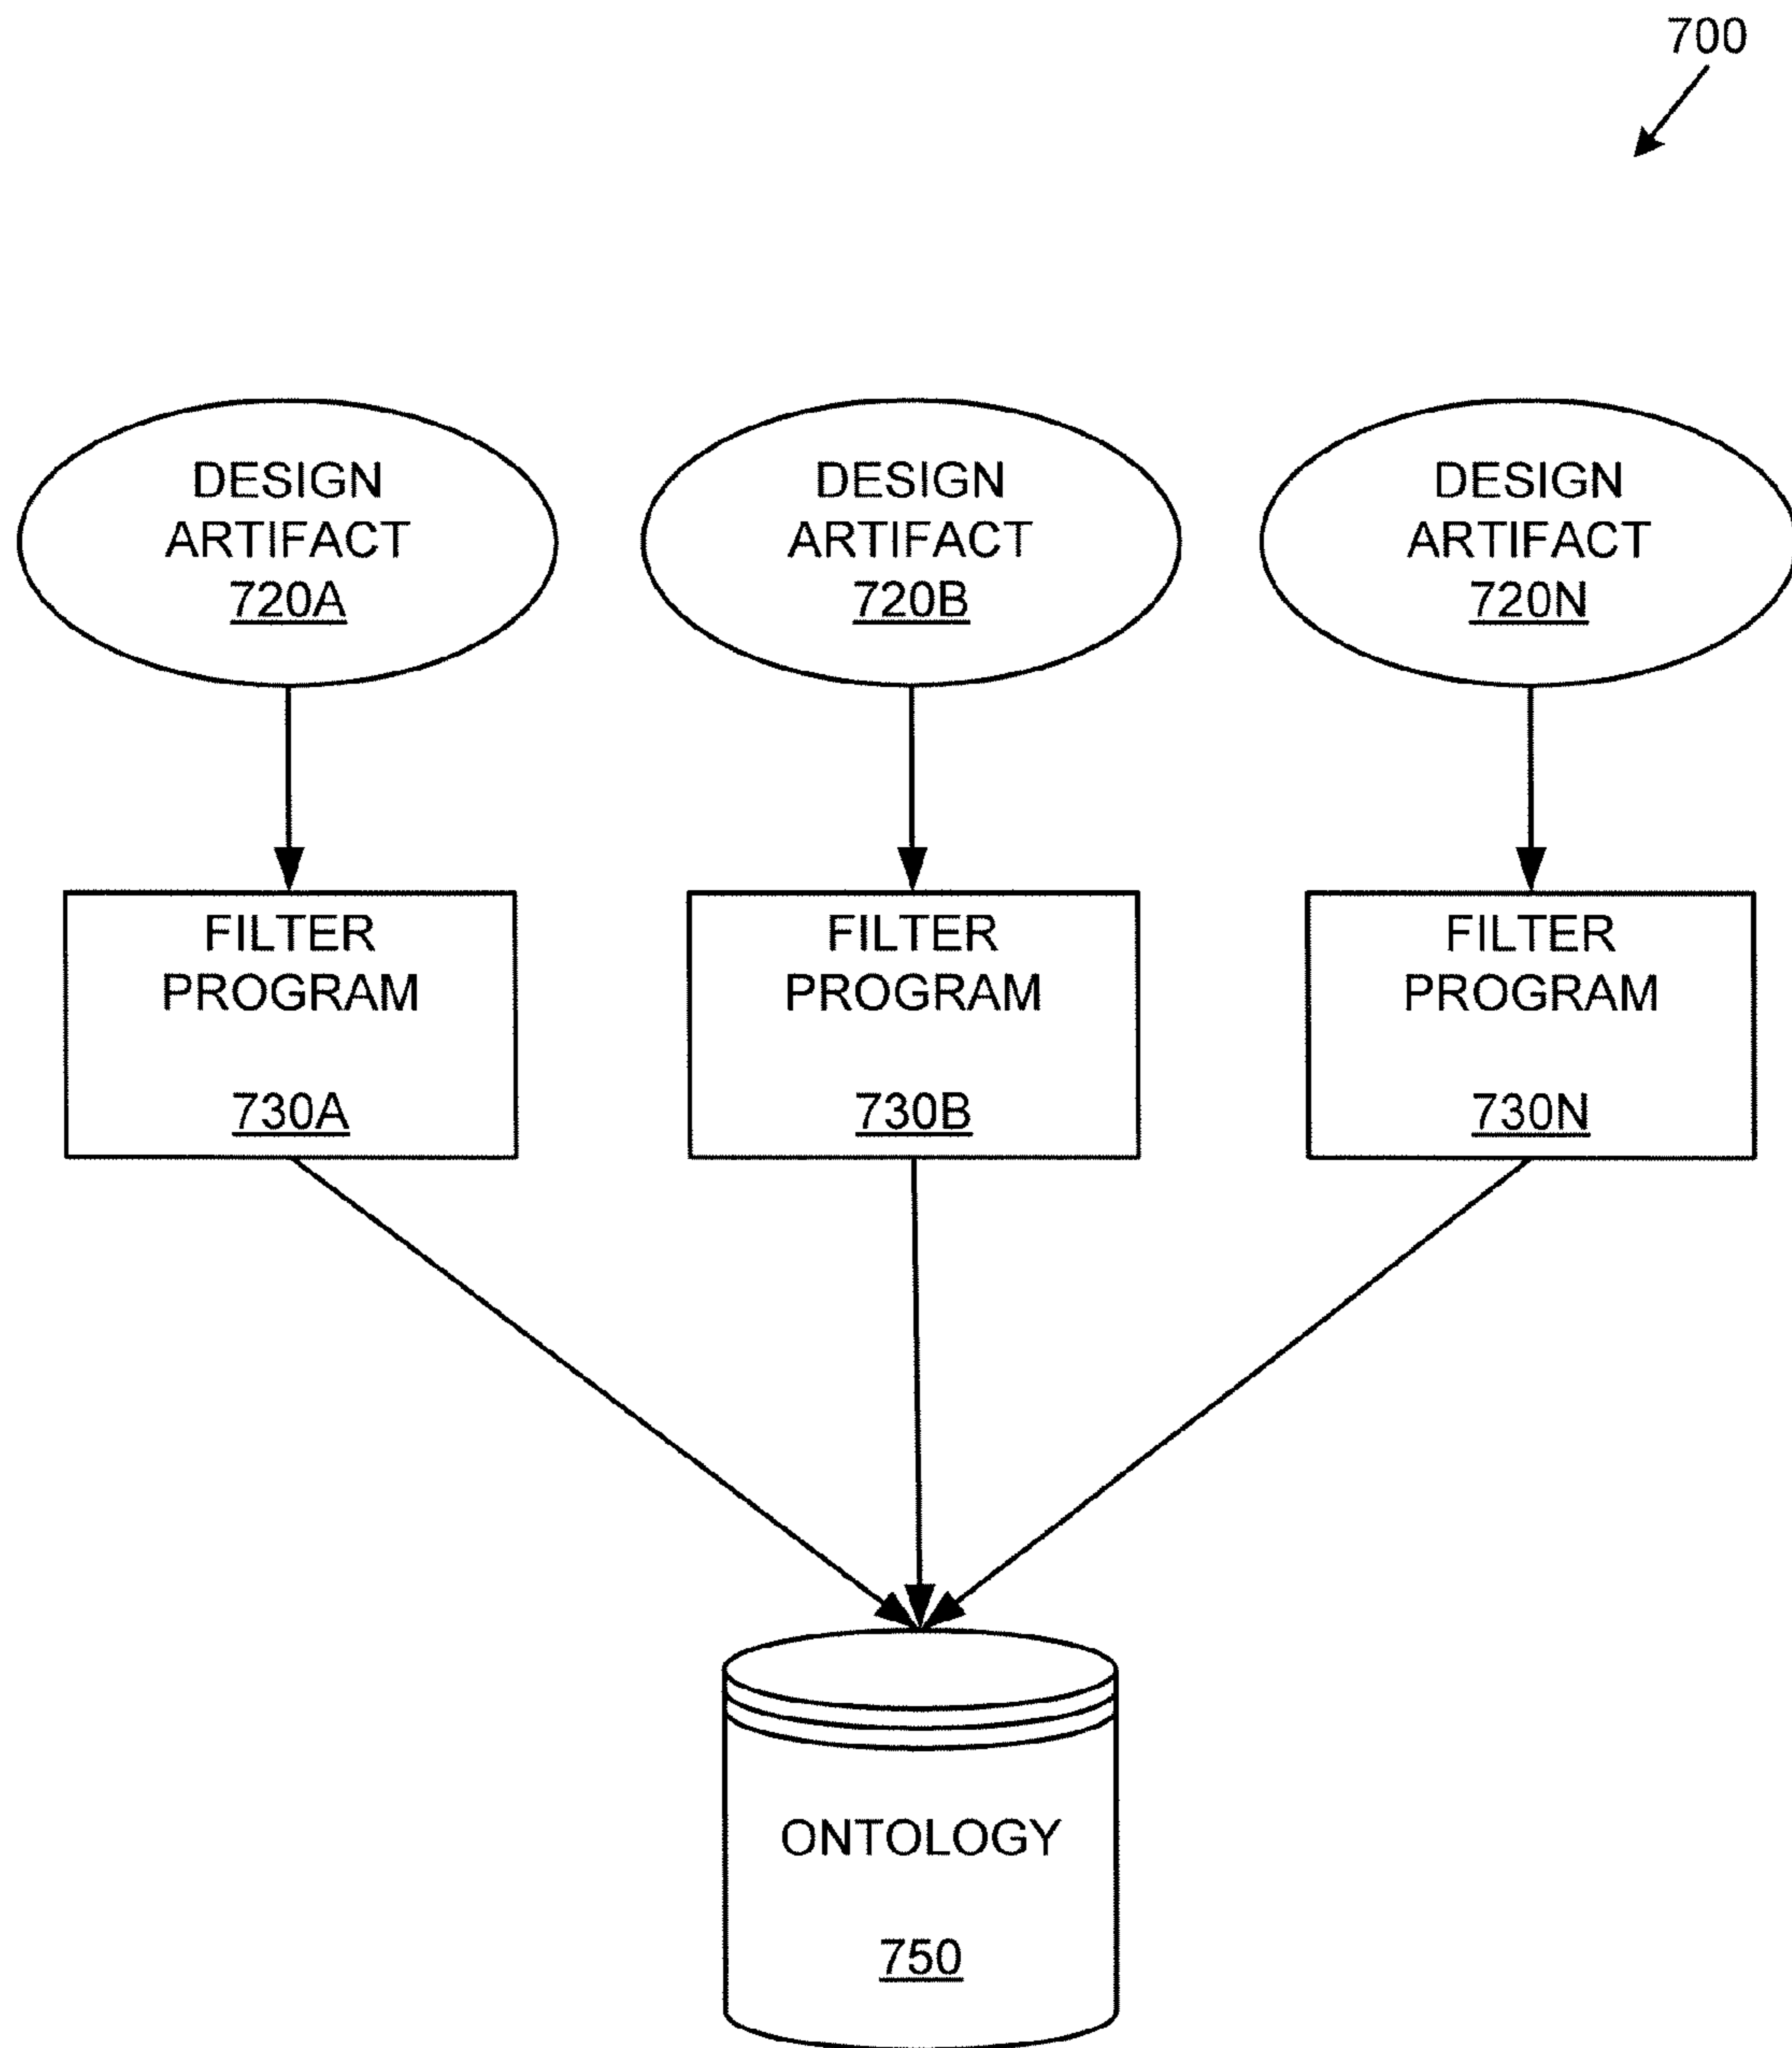 700
DESIGN
ARTIFACT
720A
DESIGN
ARTIFACT
720B
DESIGN
ARTIFACT
720N
FILTER
PROGRAM
730A
FILTER
PROGRAM
730B
FILTER
PROGRAM
730N
ONTOLOGY
750